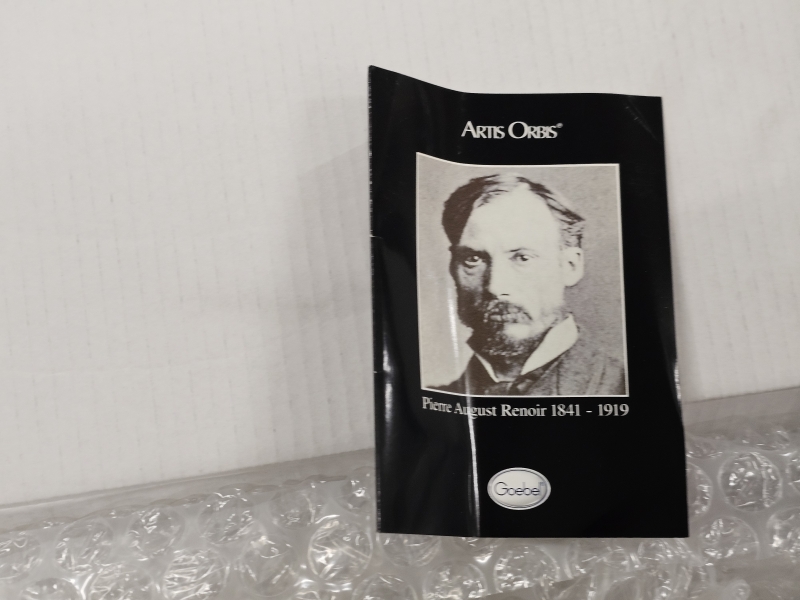 ARTIS ORBIS®
Pierre August Renoir 1841 - 1919
Goebel